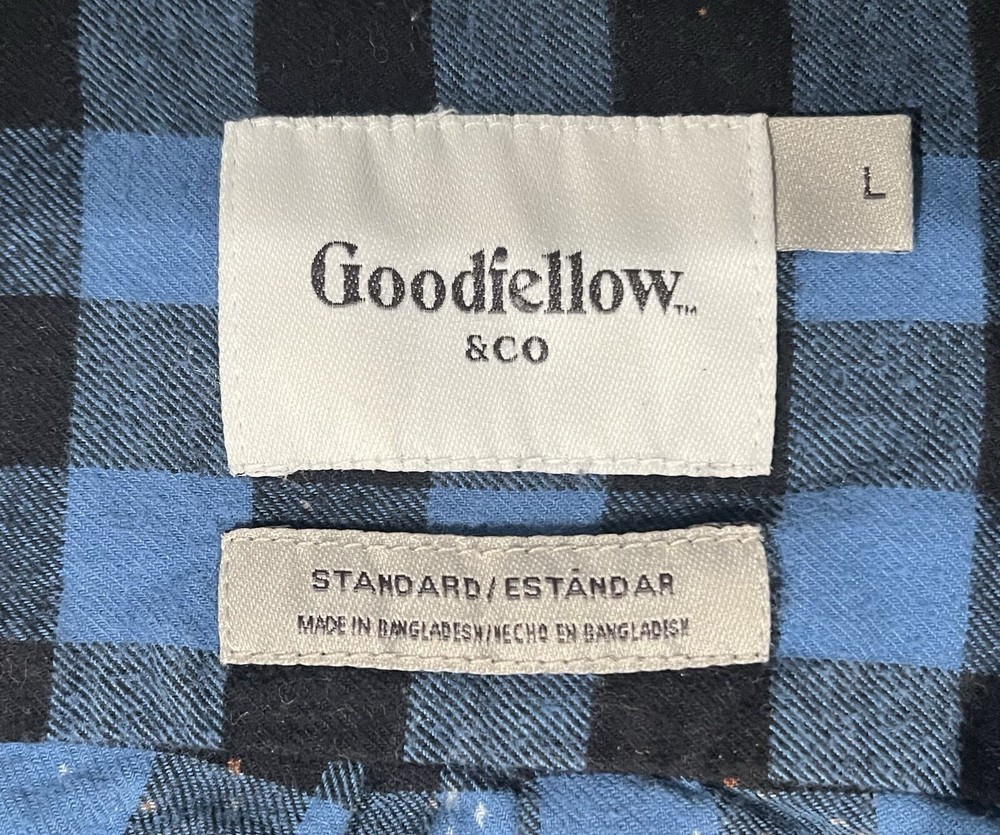 Goodfellow™
&CO
L
STANDARD/ESTÁNDAR
MADE IN BANGLADESH/HECHO EN BANGLADESH